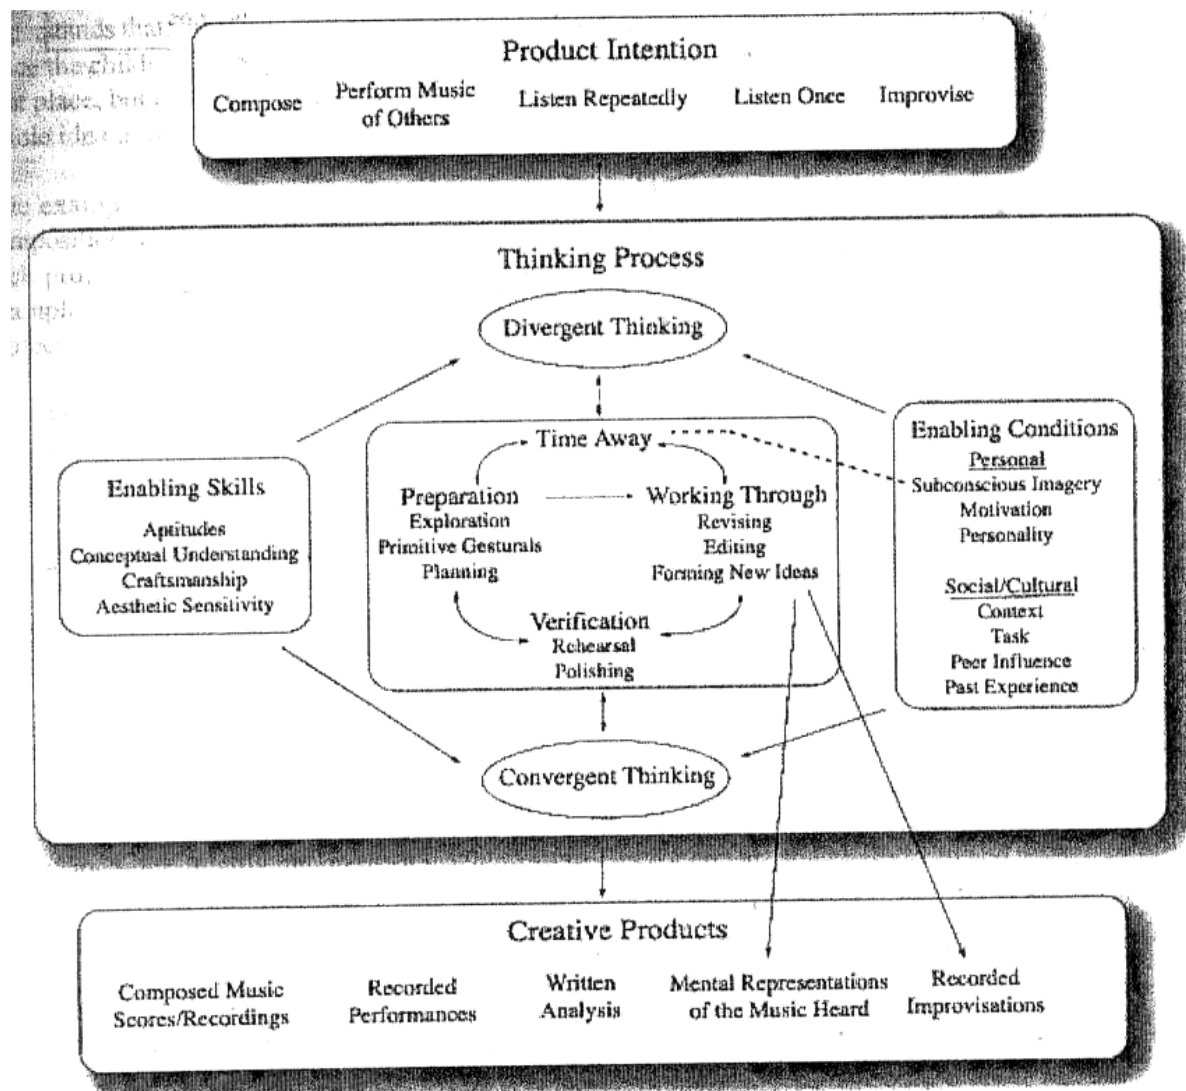 Product Intention
Compose
Perform Music
of Others
Listen Repeatedly
Listen Once
Improvise
Thinking Process
Divergent Thinking
Time Away
Preparation
Exploration
Primitive Gesturals
Planning
Working Through
Revising
Editing
Forming New Ideas
Verification
Rehearsal
Polishing
Enabling Skills
Aptitudes
Conceptual Understanding
Craftsmanship
Aesthetic Sensitivity
Enabling Conditions
Personal
Subconscious Imagery
Motivation
Personality
Social/Cultural
Context
Task
Peer Influence
Past Experience
Convergent Thinking
Creative Products
Composed Music
Scores/Recordings
Recorded
Performances
Written
Analysis
Mental Representations
of the Music Heard
Recorded
Improvisations